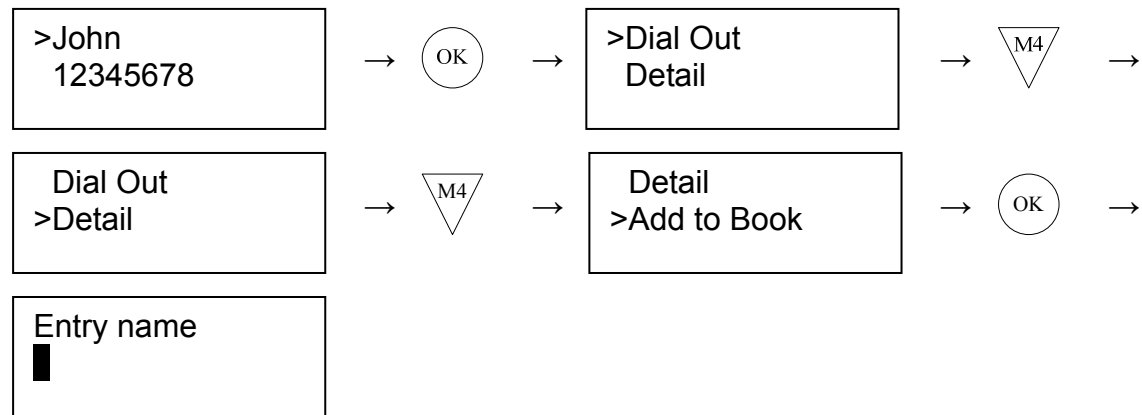 >John
12345678
→ OK →
>Dial Out
Detail
→ M4 →
Dial Out
>Detail
→ M4 →
Detail
>Add to Book
→ OK →
Entry name